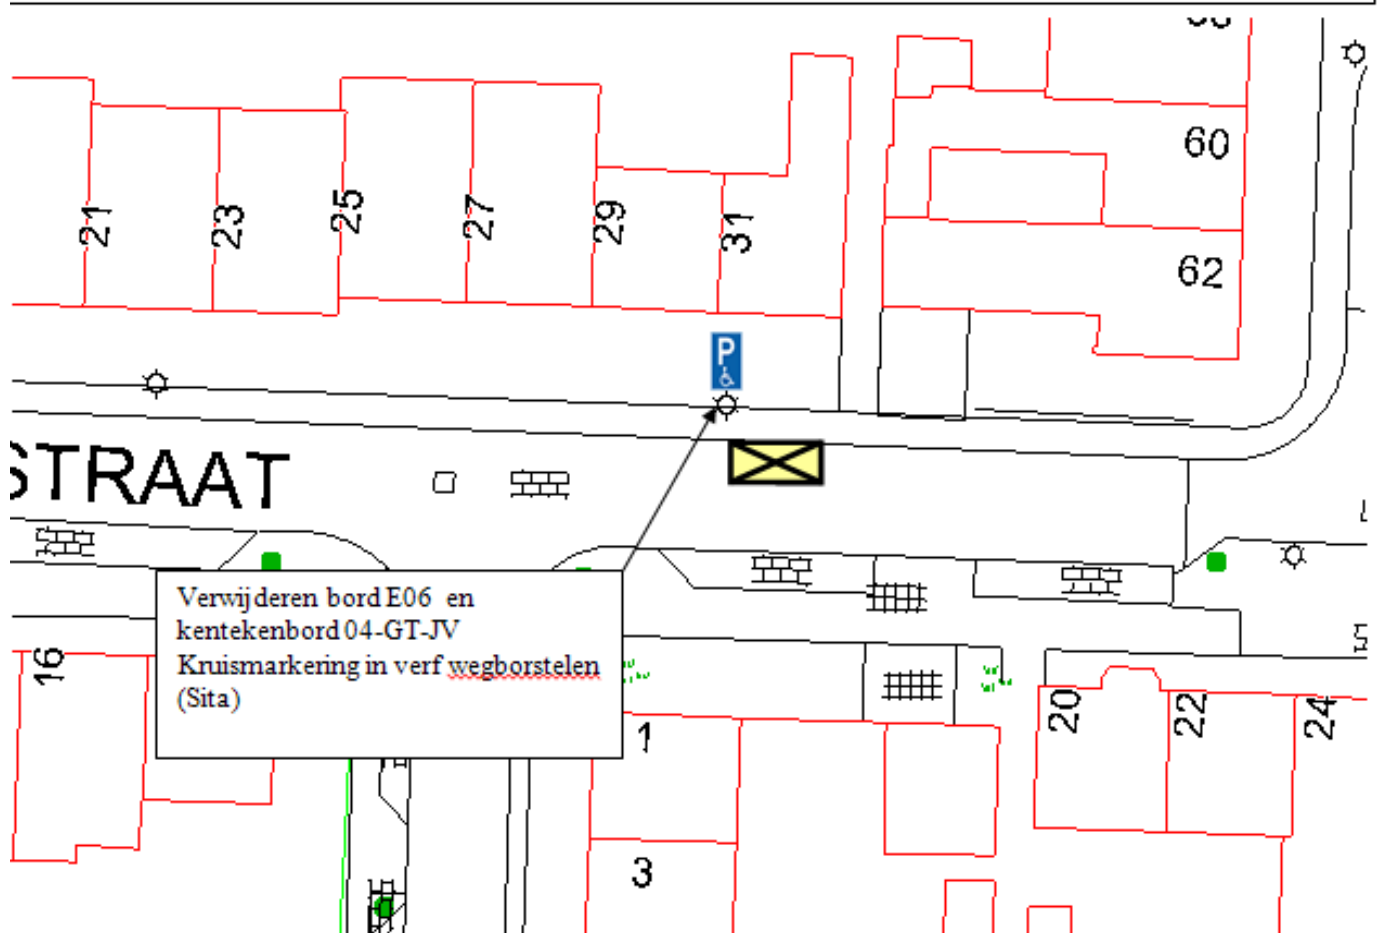 60
21
23
25
27
29
31
62
P
STRAAT
Verwijderen bord E06 en
kentekenbord 04-GT-JV
Kruismarkering in verf wegborstelen
(Sita)
16
1
20
22
24
3